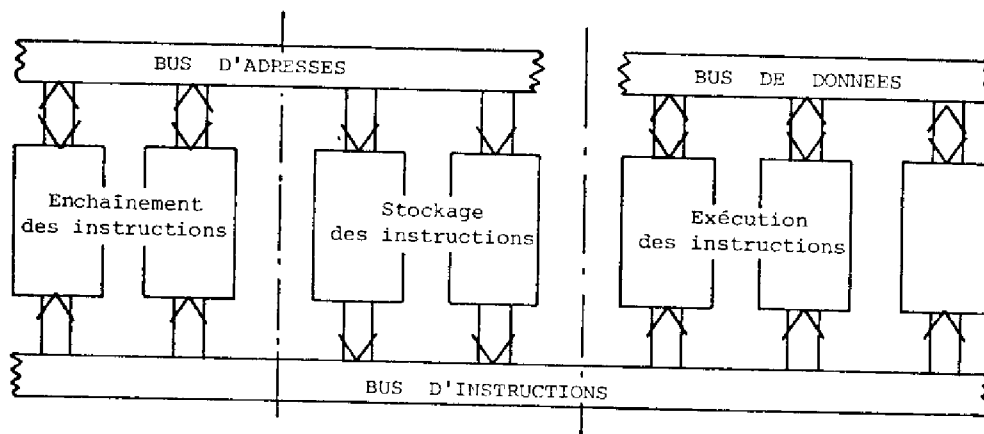 BUS D'ADRESSES
BUS DE DONNEES
Enchaînement
des instructions
Stockage
des instructions
Exécution
des instructions
BUS D'INSTRUCTIONS